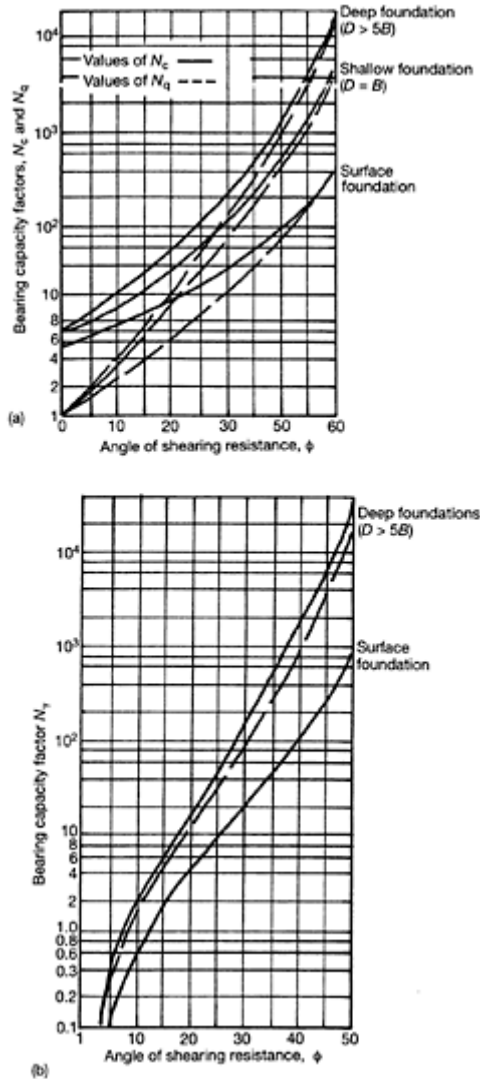 Deep foundation
(D > 5B)
Values of Nc
Values of Nq
Shallow foundation
(D = B)
Surface
foundation
Bearing capacity factors, Nc and Nq
10⁴
10³
10²
10
8
6
4
2
1
0
10
20
30
40
50
60
Angle of shearing resistance, ϕ
(a)
Deep foundations
(D > 5B)
Surface
foundation
Bearing capacity factor Nγ
10⁴
10³
10²
10
8
6
4
2
1.0
0.8
0.6
0.3
0.2
0.1
1
10
20
30
40
50
Angle of shearing resistance, ϕ
(b)